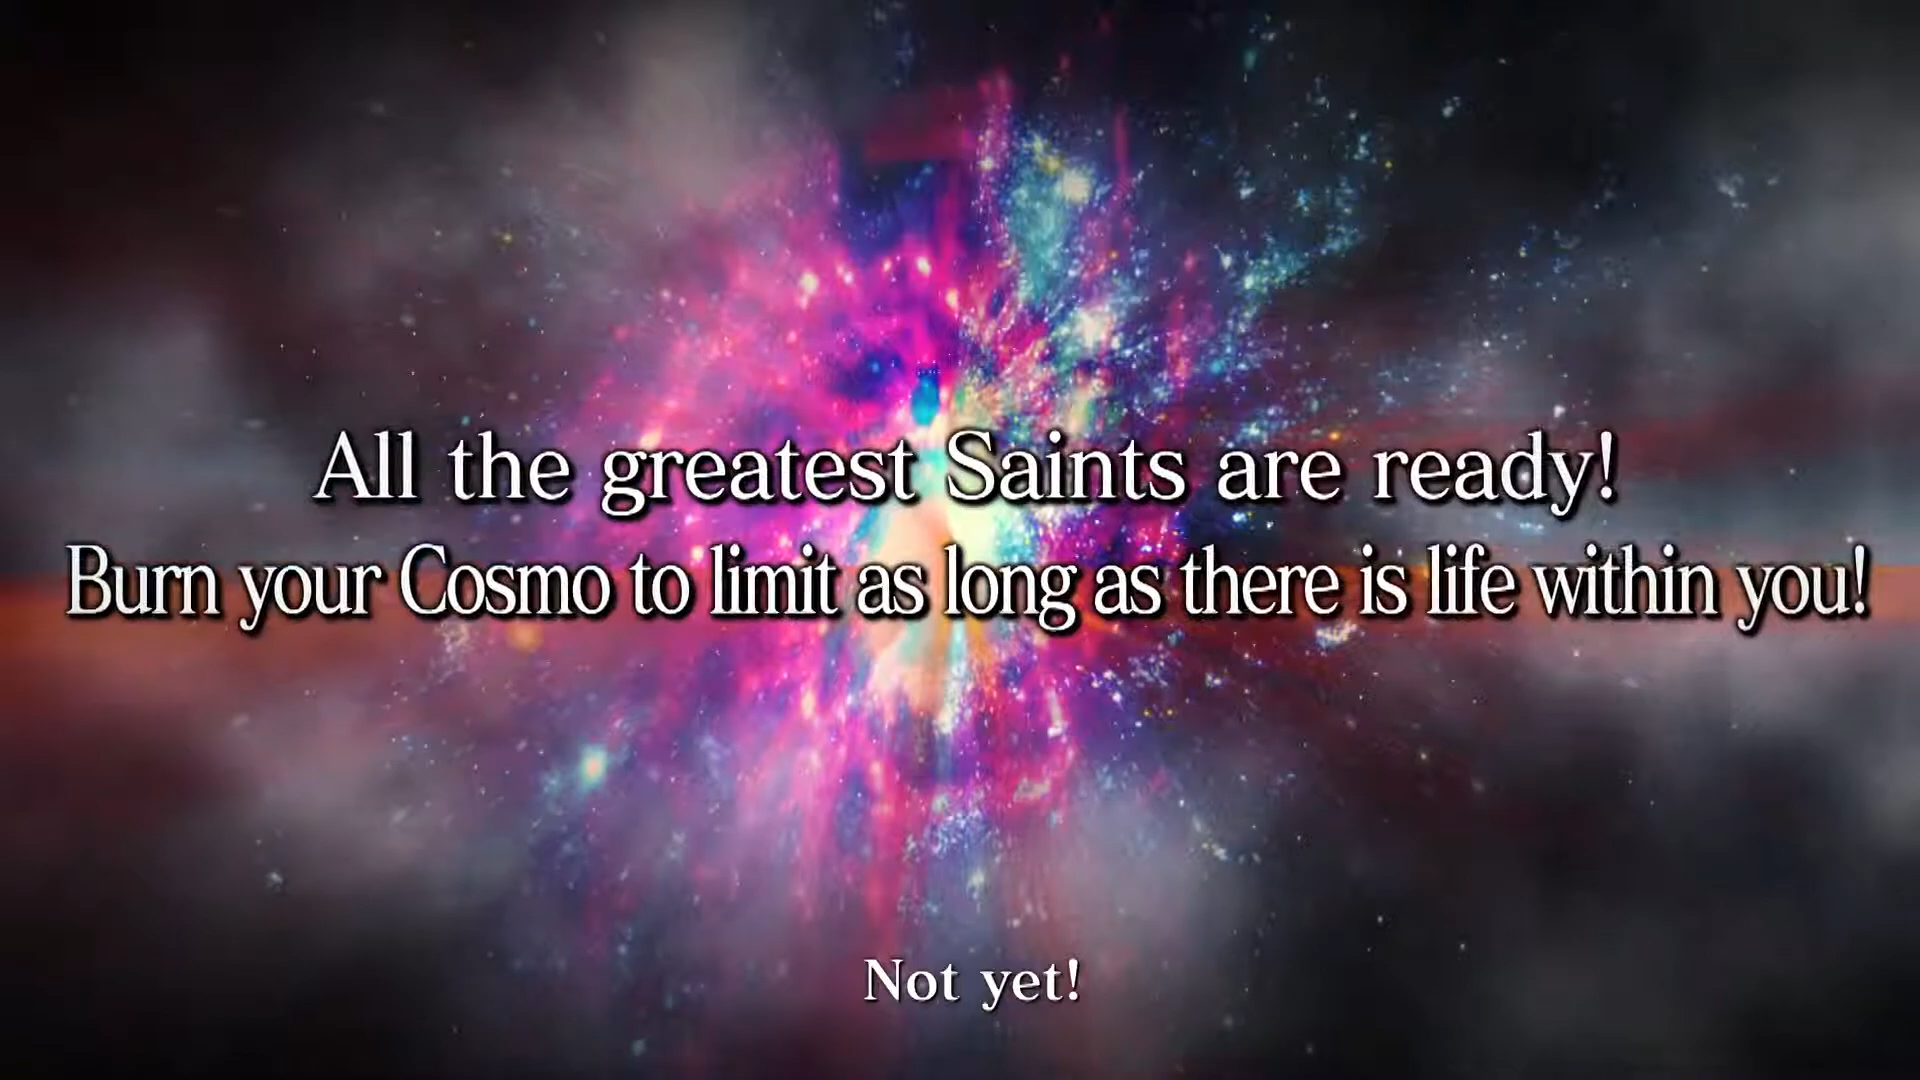 All the greatest Saints are ready!
Burn your Cosmo to limit as long as there is life within you!
Not yet!